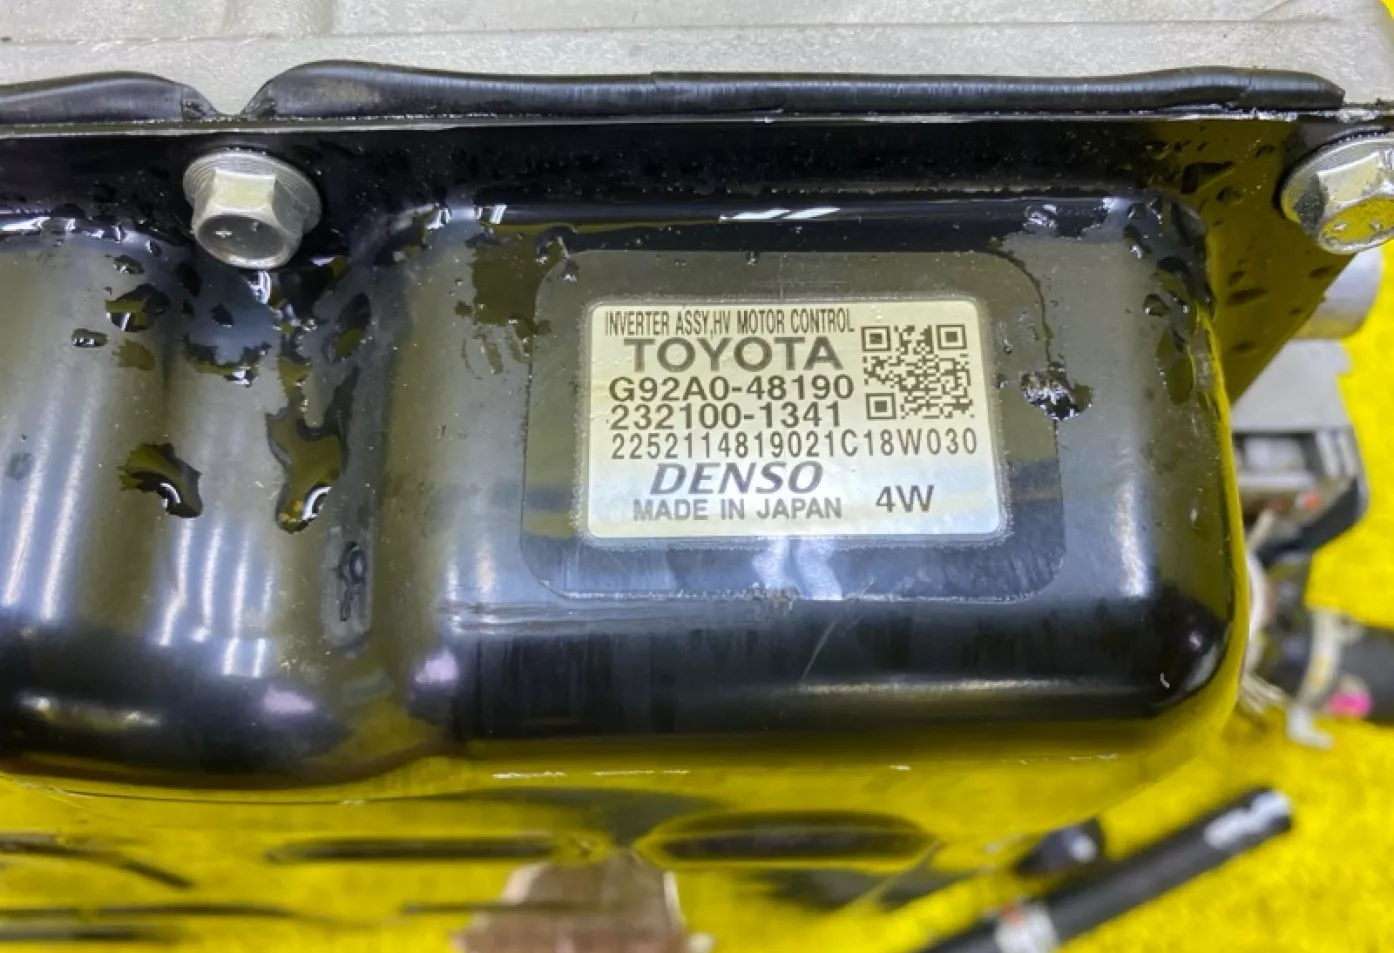 INVERTER ASSY,HV MOTOR CONTROL
TOYOTA
G92A0-48190
232100-1341
2252114819021C18W030
DENSO
MADE IN JAPAN 4W